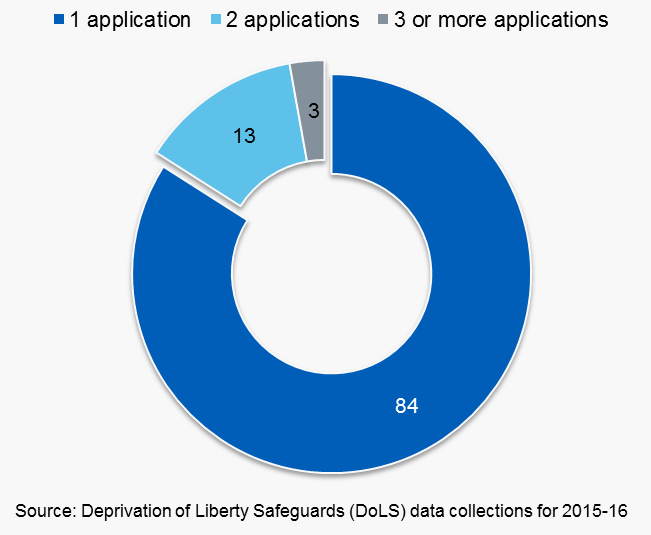 1 application 2 applications 3 or more applications
3
13
84
Source: Deprivation of Liberty Safeguards (DoLS) data collections for 2015-16